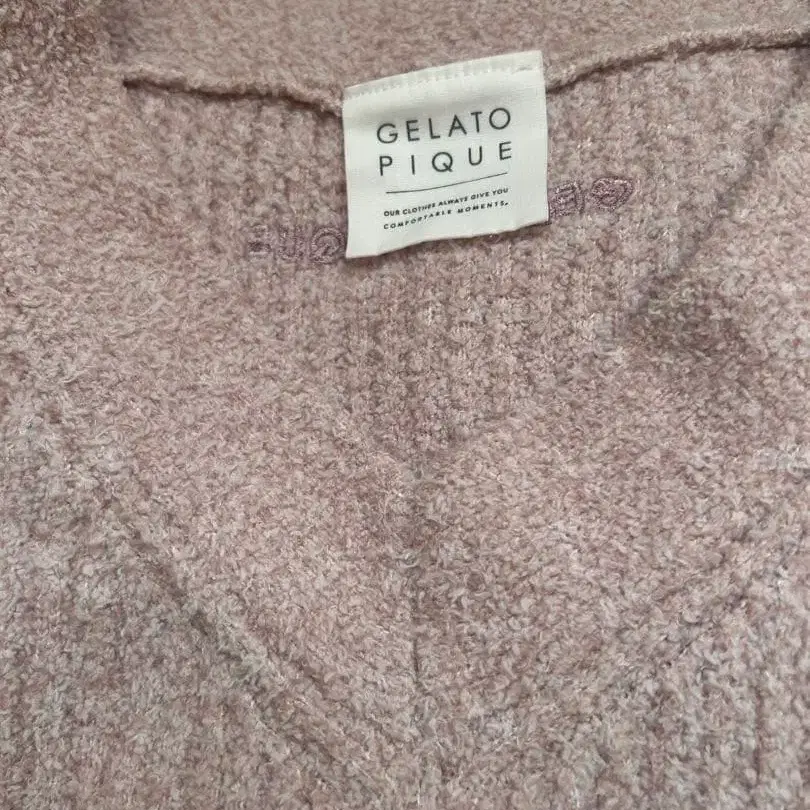 GELATO
PIQUE
OUR CLOTHES ALWAYS GIVE YOU
COMFORTABLE MOMENTS.